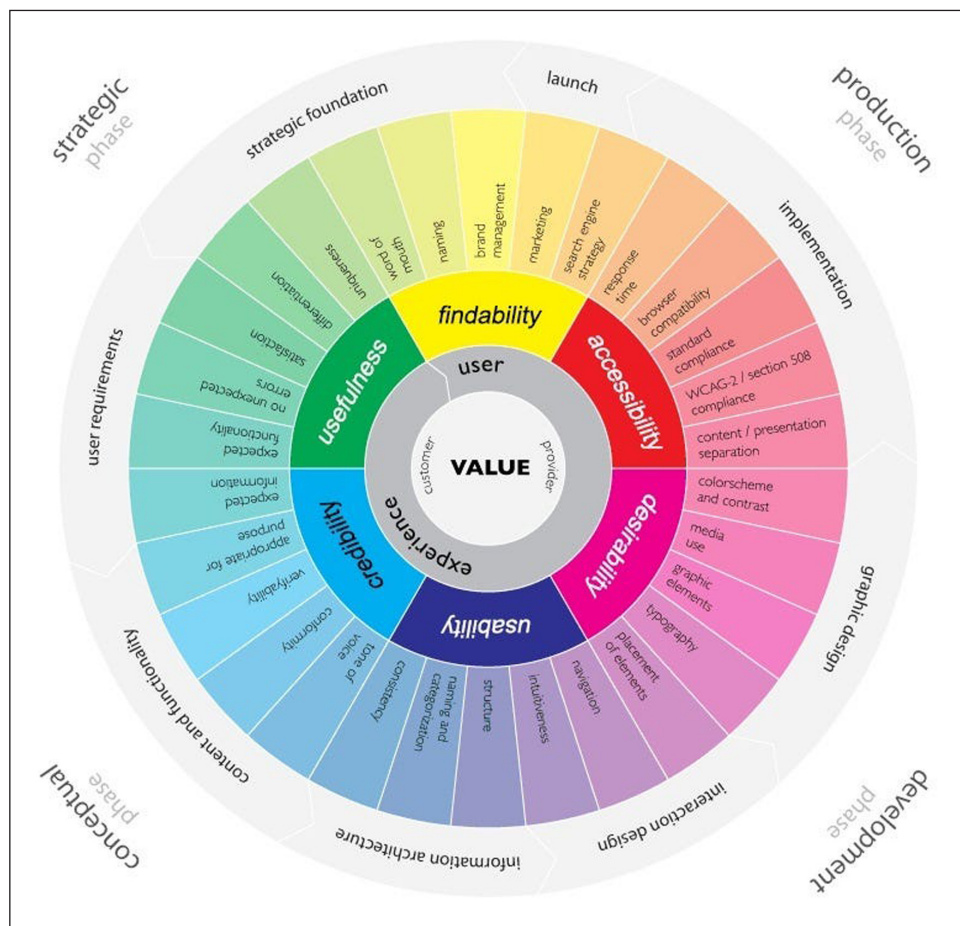 strategic
phase
production
phase
development
phase
conceptual
phase
strategic foundation
launch
implementation
graphic design
interaction design
information architecture
content and functionality
user requirements
word of
mouth
naming
brand
management
marketing
search engine
strategy
response
time
browser
compatibility
standard
compliance
WCAG-2 / section 508
compliance
content / presentation
separation
colorscheme
and contrast
media
use
graphic
elements
typography
placement
of elements
navigation
intuitiveness
structure
naming and
categorization
consistency
tone of
voice
conformity
verifyability
appropriate for
purpose
expected
information
expected
functionality
no unexpected
errors
satisfaction
differentiation
uniqueness
findability
accessibility
desirability
usability
credibility
usefulness
user
experience
customer
VALUE
provider